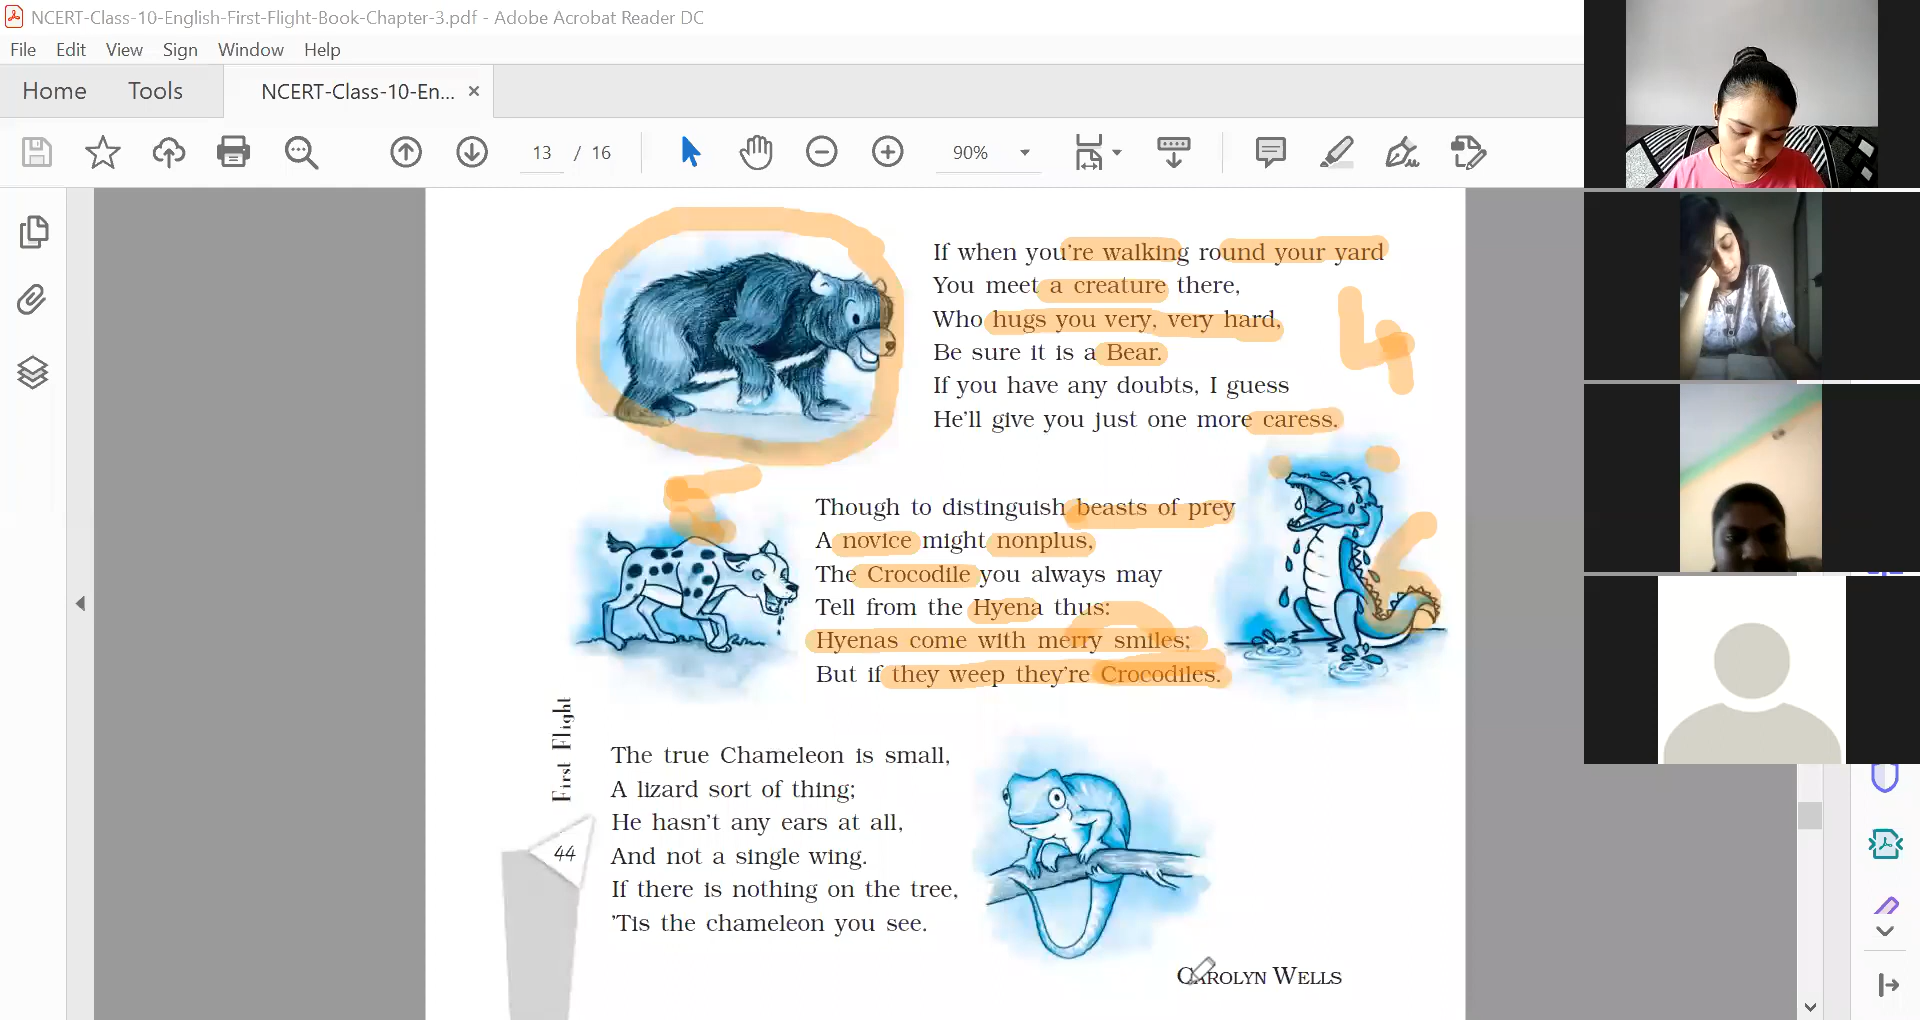 NCERT-Class-10-English-First-Flight-Book-Chapter-3.pdf - Adobe Acrobat Reader DC
File Edit View Sign Window Help
Home Tools NCERT-Class-10-En... ×
13 / 16 90%
If when you're walking round your yard
You meet a creature there,
Who hugs you very, very hard,
Be sure it is a Bear.
If you have any doubts, I guess
He'll give you just one more caress.
4
5
Though to distinguish beasts of prey
A novice might nonplus,
The Crocodile you always may
Tell from the Hyena thus:
Hyenas come with merry smiles;
But if they weep they're Crocodiles.
6
The true Chameleon is small,
A lizard sort of thing;
He hasn't any ears at all,
And not a single wing.
If there is nothing on the tree,
'Tis the chameleon you see.
CAROLYN WELLS
First Flight
44